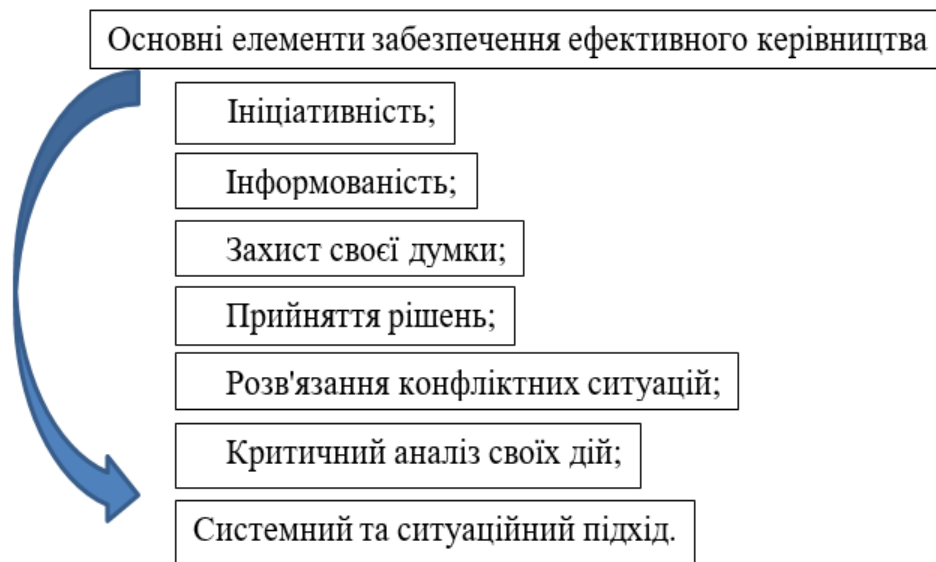 Основні елементи забезпечення ефективного керівництва
Ініціативність;
Інформованість;
Захист своєї думки;
Прийняття рішень;
Розв'язання конфліктних ситуацій;
Критичний аналіз своїх дій;
Системний та ситуаційний підхід.